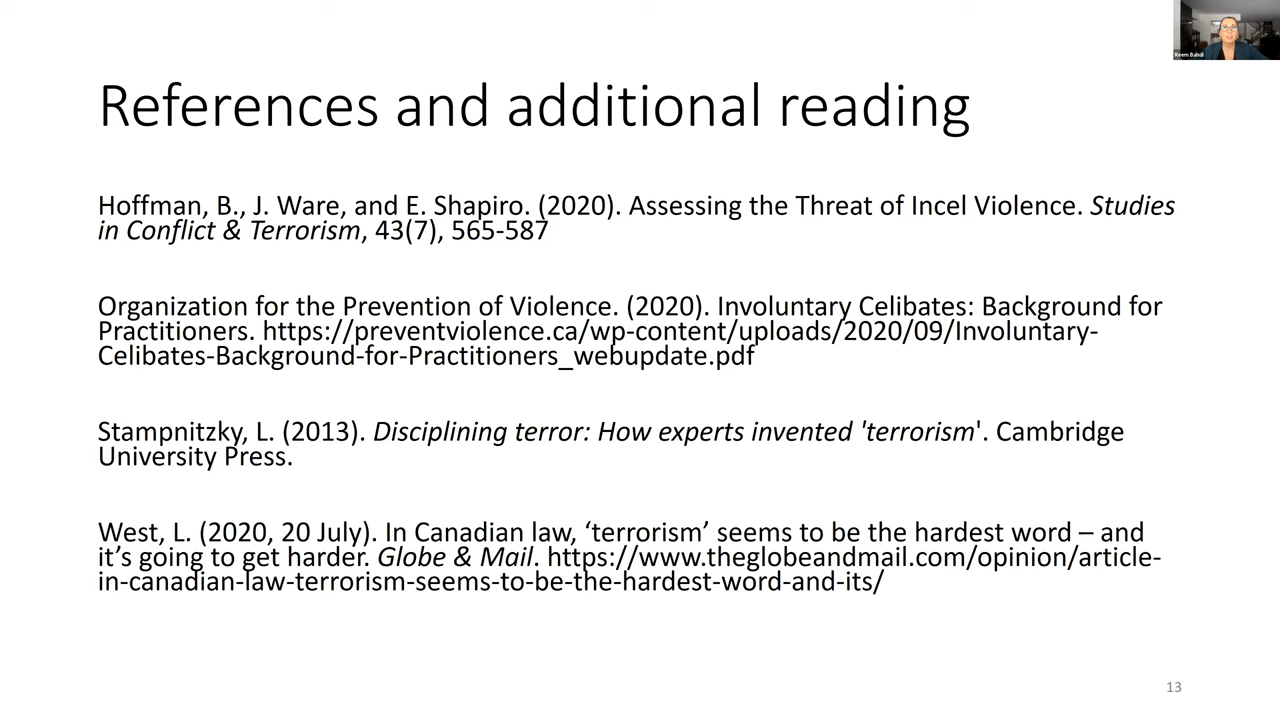 Reem Bahdi
References and additional reading
Hoffman, B., J. Ware, and E. Shapiro. (2020). Assessing the Threat of Incel Violence. Studies
in Conflict & Terrorism, 43(7), 565-587
Organization for the Prevention of Violence. (2020). Involuntary Celibates: Background for
Practitioners. https://preventviolence.ca/wp-content/uploads/2020/09/Involuntary-
Celibates-Background-for-Practitioners_webupdate.pdf
Stampnitzky, L. (2013). Disciplining terror: How experts invented 'terrorism'. Cambridge
University Press.
West, L. (2020, 20 July). In Canadian law, ‘terrorism’ seems to be the hardest word – and
it’s going to get harder. Globe & Mail. https://www.theglobeandmail.com/opinion/article-
in-canadian-law-terrorism-seems-to-be-the-hardest-word-and-its/
13